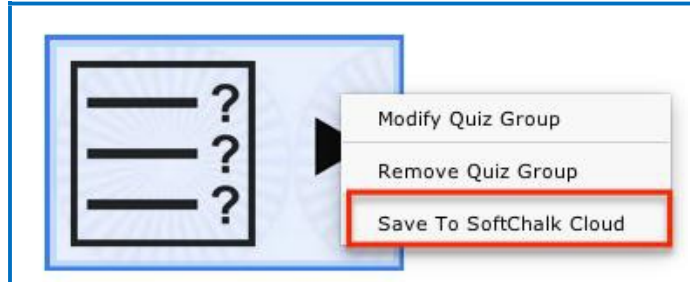 ?
?
?
Modify Quiz Group
Remove Quiz Group
Save To SoftChalk Cloud